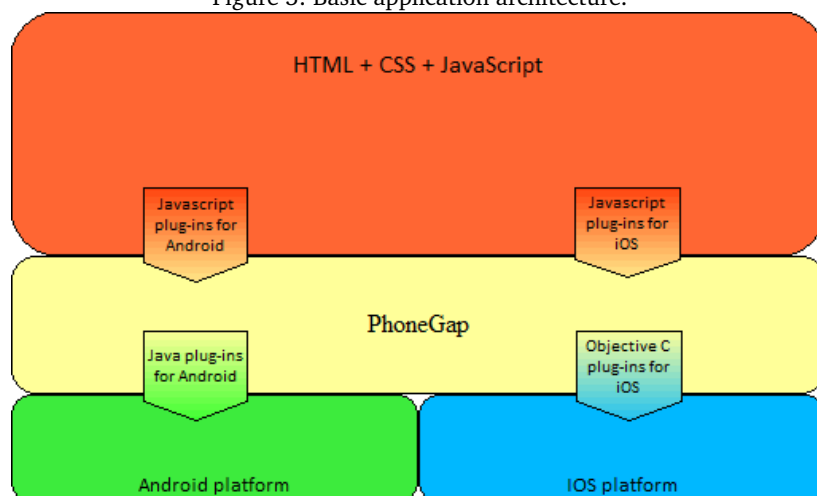 Figure 3: Basic application architecture.
HTML + CSS + JavaScript
Javascript
plug-ins for
Android
Javascript
plug-ins for
iOS
PhoneGap
Java plug-ins
for Android
Objective C
plug-ins for
iOS
Android platform
IOS platform